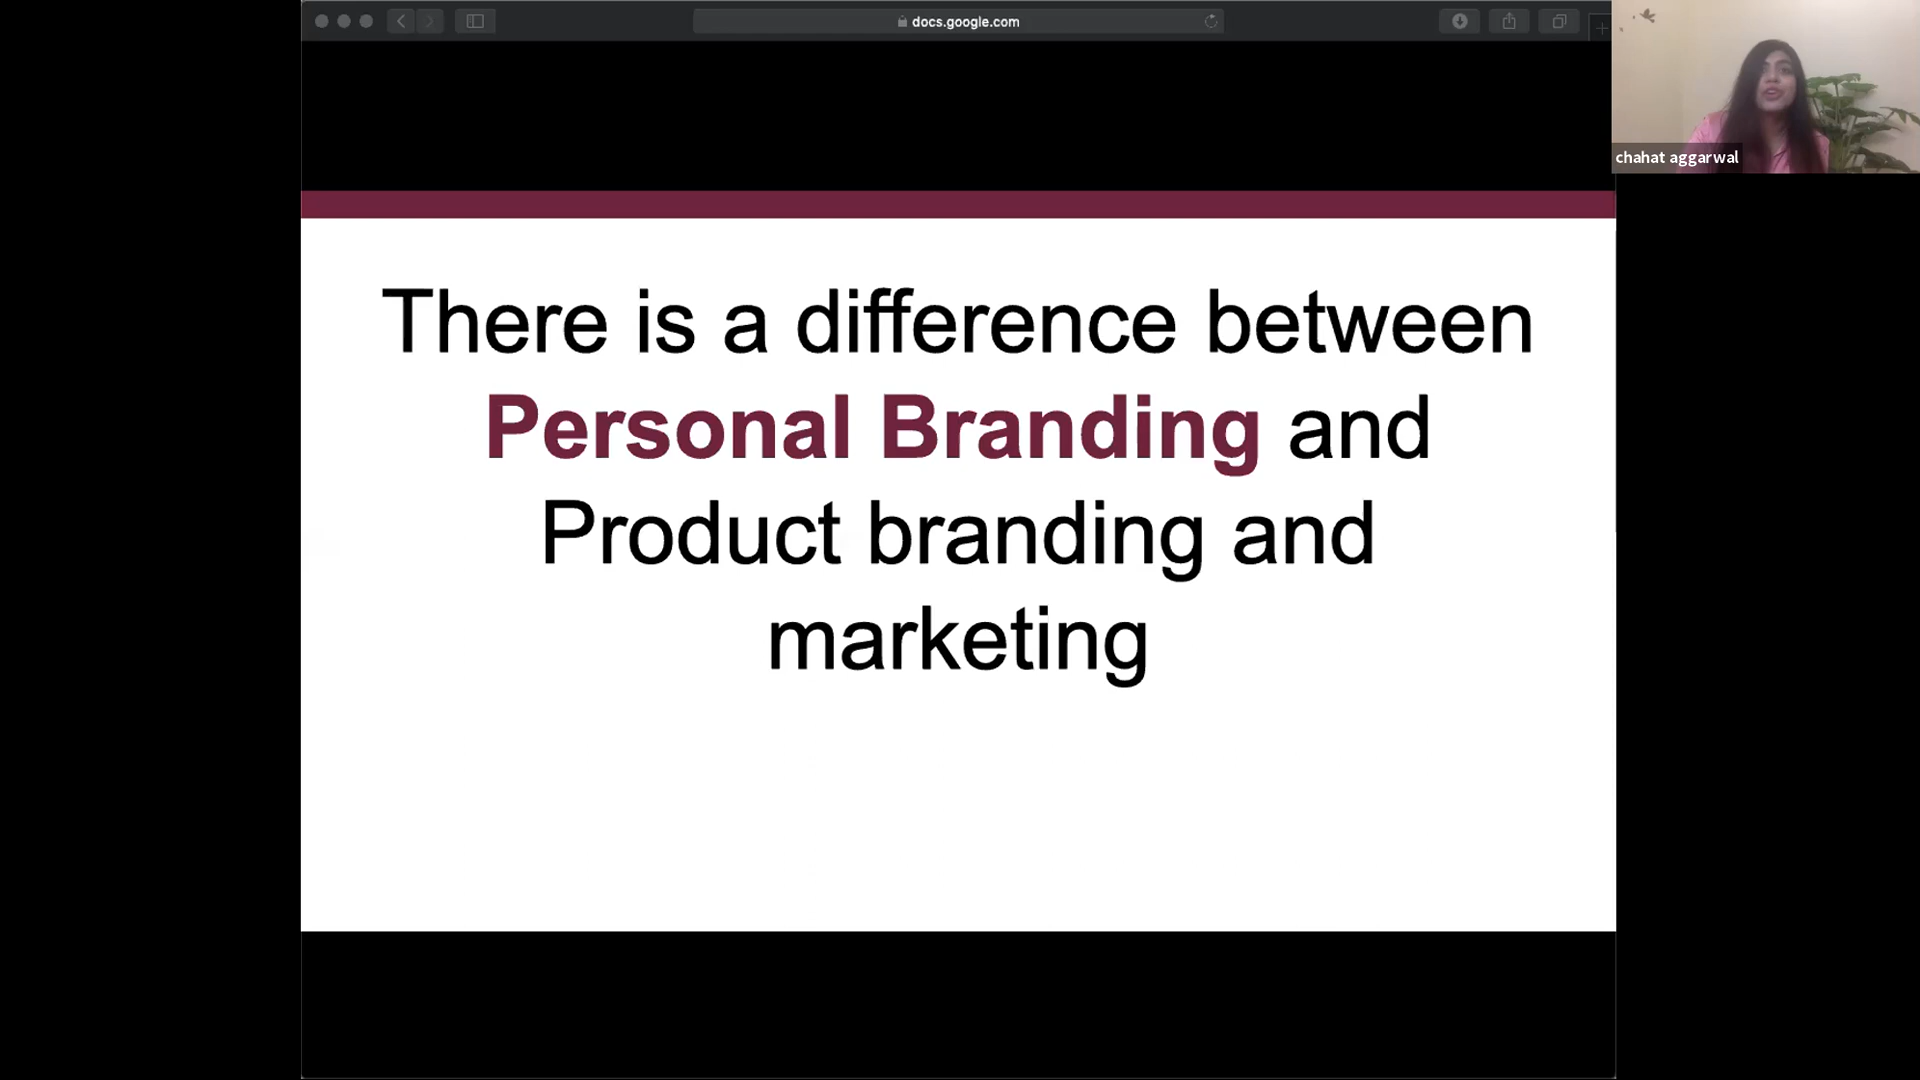 docs.google.com
chahat aggarwal
There is a difference between
Personal Branding and
Product branding and
marketing